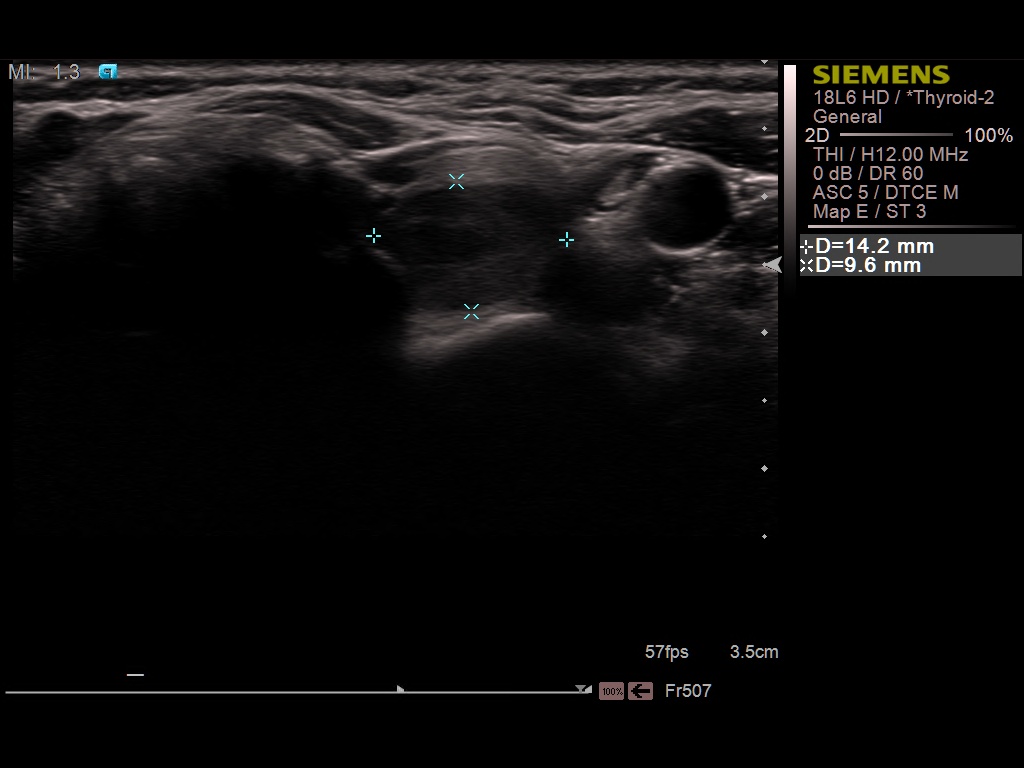 MI: 1.3
SIEMENS
18L6 HD / *Thyroid-2
General
2D 100%
THI / H12.00 MHz
0 dB / DR 60
ASC 5 / DTCE M
Map E / ST 3
D=14.2 mm
D=9.6 mm
57fps 3.5cm
100% Fr507